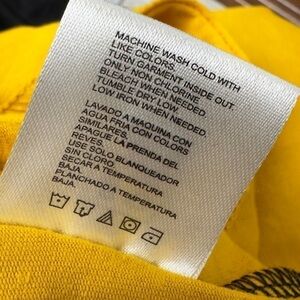 MACHINE WASH COLD WITH
LIKE COLORS.
TURN GARMENT INSIDE OUT.
ONLY NON CHLORINE
BLEACH WHEN NEEDED.
TUMBLE DRY LOW.
LOW IRON WHEN NEEDED.
LAVADO A MAQUINA CON
AGUA FRIA CON COLORS
SIMILARES.
APAGUE LA PRENDA DEL
REVES.
USE SOLO BLANQUEADOR
SIN CLORO.
SECAR A TEMPERATURA
BAJA.
PLANCHADO A TEMPERATURA
BAJA.